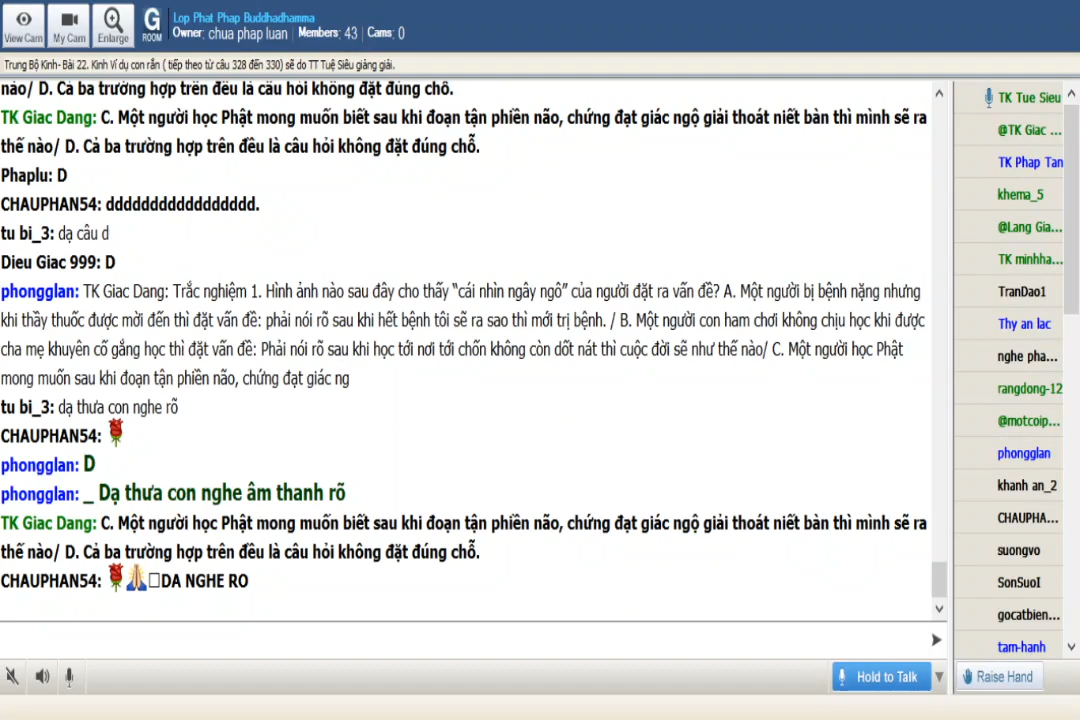 View Cam
My Cam
Enlarge
G
ROOM
Lop Phat Phap Buddhadhamma
Owner: chua phap luan | Members: 43 | Cams: 0
Trung Bộ Kinh- Bài 22. Kinh Ví dụ con rắn ( tiếp theo từ câu 328 đến 330) sẽ do TT Tuệ Siêu giảng giải.
nào/ D. Cả ba trường hợp trên đều là câu hỏi không đặt đúng chỗ.
TK Giac Dang: C. Một người học Phật mong muốn biết sau khi đoạn tận phiền não, chứng đạt giác ngộ giải thoát niết bàn thì mình sẽ ra
thế nào/ D. Cả ba trường hợp trên đều là câu hỏi không đặt đúng chỗ.
Phaplu: D
CHAUPHAN54: ddddddddddddddddd.
tu bi_3: dạ câu d
Dieu Giac 999: D
phongglan: TK Giac Dang: Trắc nghiệm 1. Hình ảnh nào sau đây cho thấy “cái nhìn ngây ngô” của người đặt ra vấn đề? A. Một người bị bệnh nặng nhưng
khi thầy thuốc được mời đến thì đặt vấn đề: phải nói rõ sau khi hết bệnh tôi sẽ ra sao thì mới trị bệnh. / B. Một người con ham chơi không chịu học khi được
cha mẹ khuyên cố gắng học thì đặt vấn đề: Phải nói rõ sau khi học tới nơi tới chốn không còn dốt nát thì cuộc đời sẽ như thế nào/ C. Một người học Phật
mong muốn sau khi đoạn tận phiền não, chứng đạt giác ng
tu bi_3: dạ thưa con nghe rõ
CHAUPHAN54:
phongglan: D
phongglan: _ Dạ thưa con nghe âm thanh rõ
TK Giac Dang: C. Một người học Phật mong muốn biết sau khi đoạn tận phiền não, chứng đạt giác ngộ giải thoát niết bàn thì mình sẽ ra
thế nào/ D. Cả ba trường hợp trên đều là câu hỏi không đặt đúng chỗ.
CHAUPHAN54: DA NGHE RO
TK Tue Sieu
@TK Giac ...
TK Phap Tan
khema_5
@Lang Gia...
TK minhha...
TranDao1
Thy an lac
nghe pha...
rangdong-12
@motcoip...
phongglan
khanh an_2
CHAUPHA...
suongvo
SonSuoI
gocatbien...
tam-hanh
Hold to Talk
Raise Hand